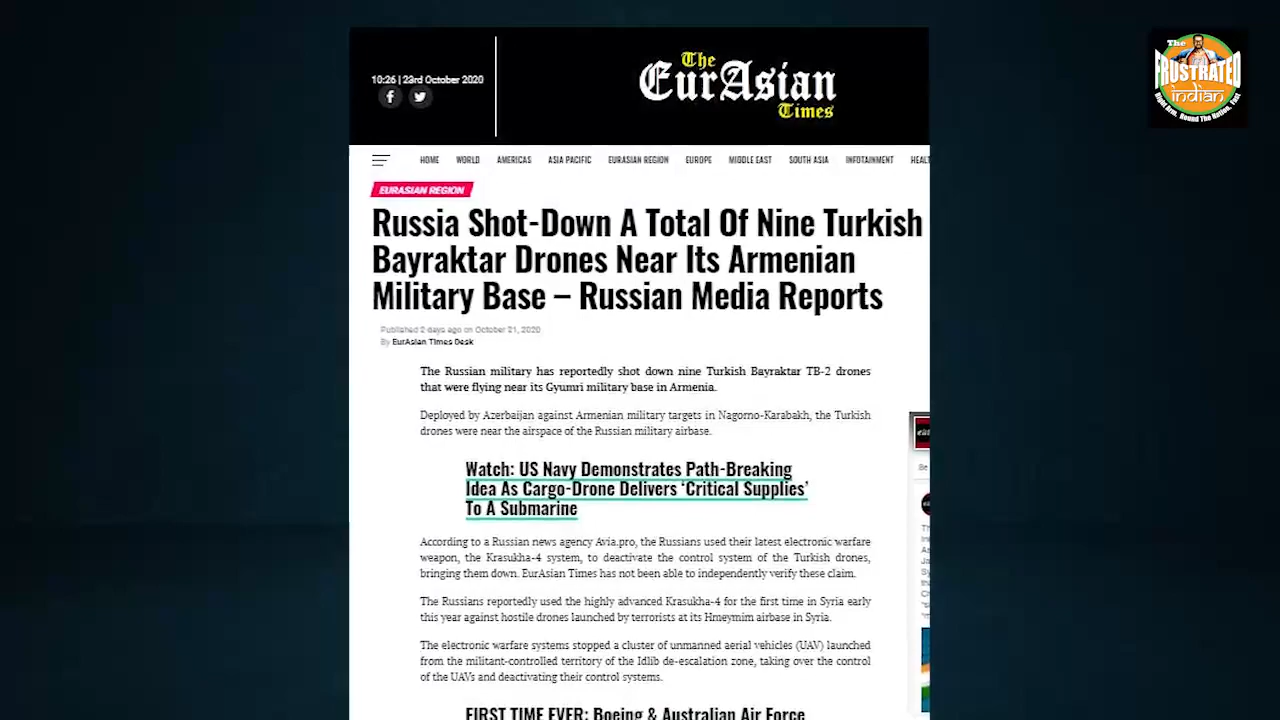 10:26 | 23rd October 2020
The
EurAsian
Times
The
FRUSTRATED
indian
Right Arm. Round The Nation. Fast
HOME WORLD AMERICAS ASIA PACIFIC EURASIAN REGION EUROPE MIDDLE EAST SOUTH ASIA INFOTAINMENT HEALT
EURASIAN REGION
Russia Shot-Down A Total Of Nine Turkish
Bayraktar Drones Near Its Armenian
Military Base – Russian Media Reports
Published 2 days ago on October 21, 2020
By EurAsian Times Desk
The Russian military has reportedly shot down nine Turkish Bayraktar TB-2 drones
that were flying near its Gyumri military base in Armenia.
Deployed by Azerbaijan against Armenian military targets in Nagorno-Karabakh, the Turkish
drones were near the airspace of the Russian military airbase.
Watch: US Navy Demonstrates Path-Breaking
Idea As Cargo-Drone Delivers ‘Critical Supplies’
To A Submarine
According to a Russian news agency Avia.pro, the Russians used their latest electronic warfare
weapon, the Krasukha-4 system, to deactivate the control system of the Turkish drones,
bringing them down. EurAsian Times has not been able to independently verify these claim.
The Russians reportedly used the highly advanced Krasukha-4 for the first time in Syria early
this year against hostile drones launched by terrorists at its Hmeymim airbase in Syria.
The electronic warfare systems stopped a cluster of unmanned aerial vehicles (UAV) launched
from the militant-controlled territory of the Idlib de-escalation zone, taking over the control
of the UAVs and deactivating their control systems.
FIRST TIME EVER: Boeing & Australian Air Force
Be